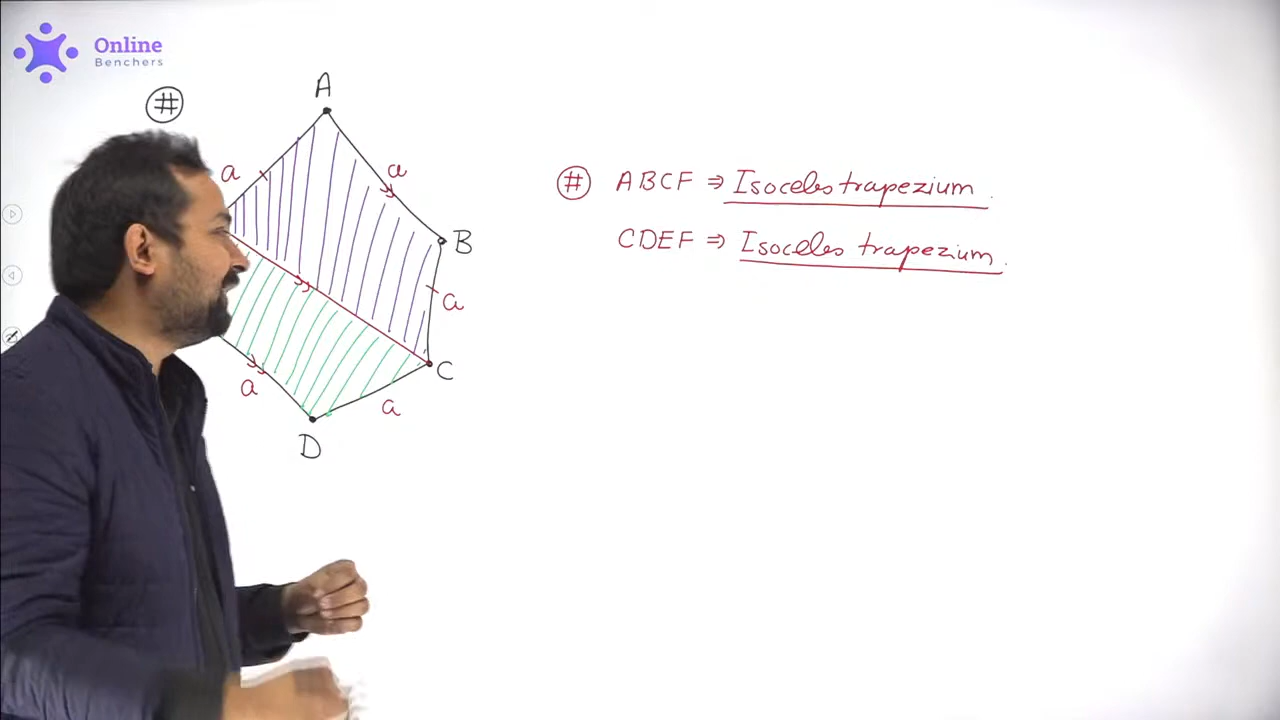 Online
Benchers
#
A
a
a
B
a
C
a
a
D
# ABCF ⇒ Isoceles trapezium.
CDEF ⇒ Isoceles trapezium.